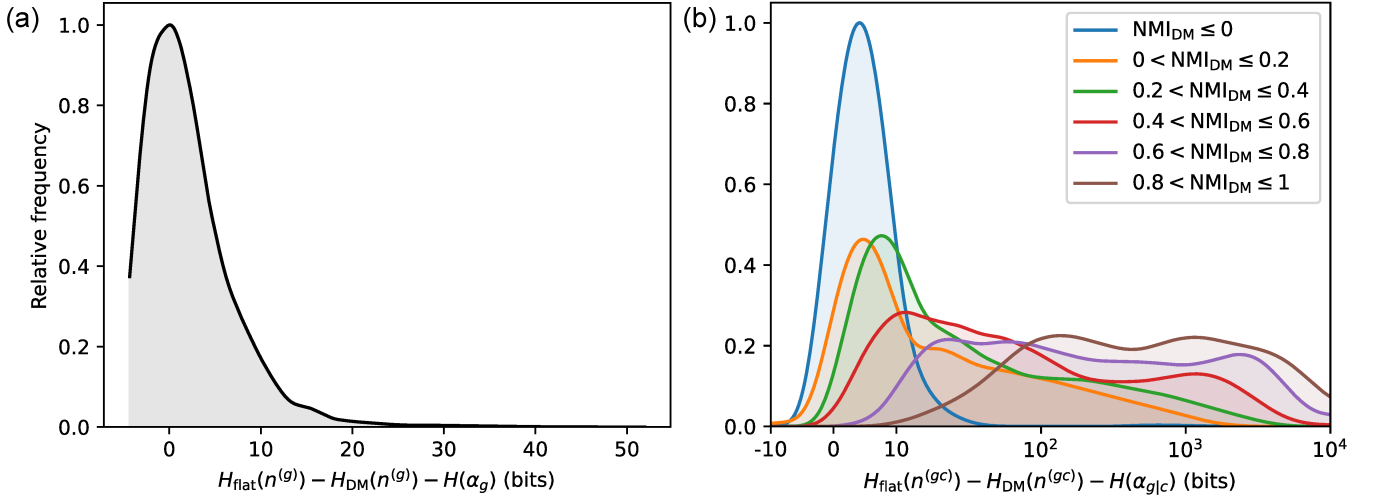 (a)
1.0
0.8
0.6
0.4
0.2
0.0
Relative frequency
0 10 20 30 40 50
H_flat(n^(g)) − H_DM(n^(g)) − H(α_g) (bits)
(b)
1.0
0.8
0.6
0.4
0.2
0.0
NMI_DM ≤ 0
0 < NMI_DM ≤ 0.2
0.2 < NMI_DM ≤ 0.4
0.4 < NMI_DM ≤ 0.6
0.6 < NMI_DM ≤ 0.8
0.8 < NMI_DM ≤ 1
-10 0 10 10^2 10^3 10^4
H_flat(n^(gc)) − H_DM(n^(gc)) − H(α_g|c) (bits)